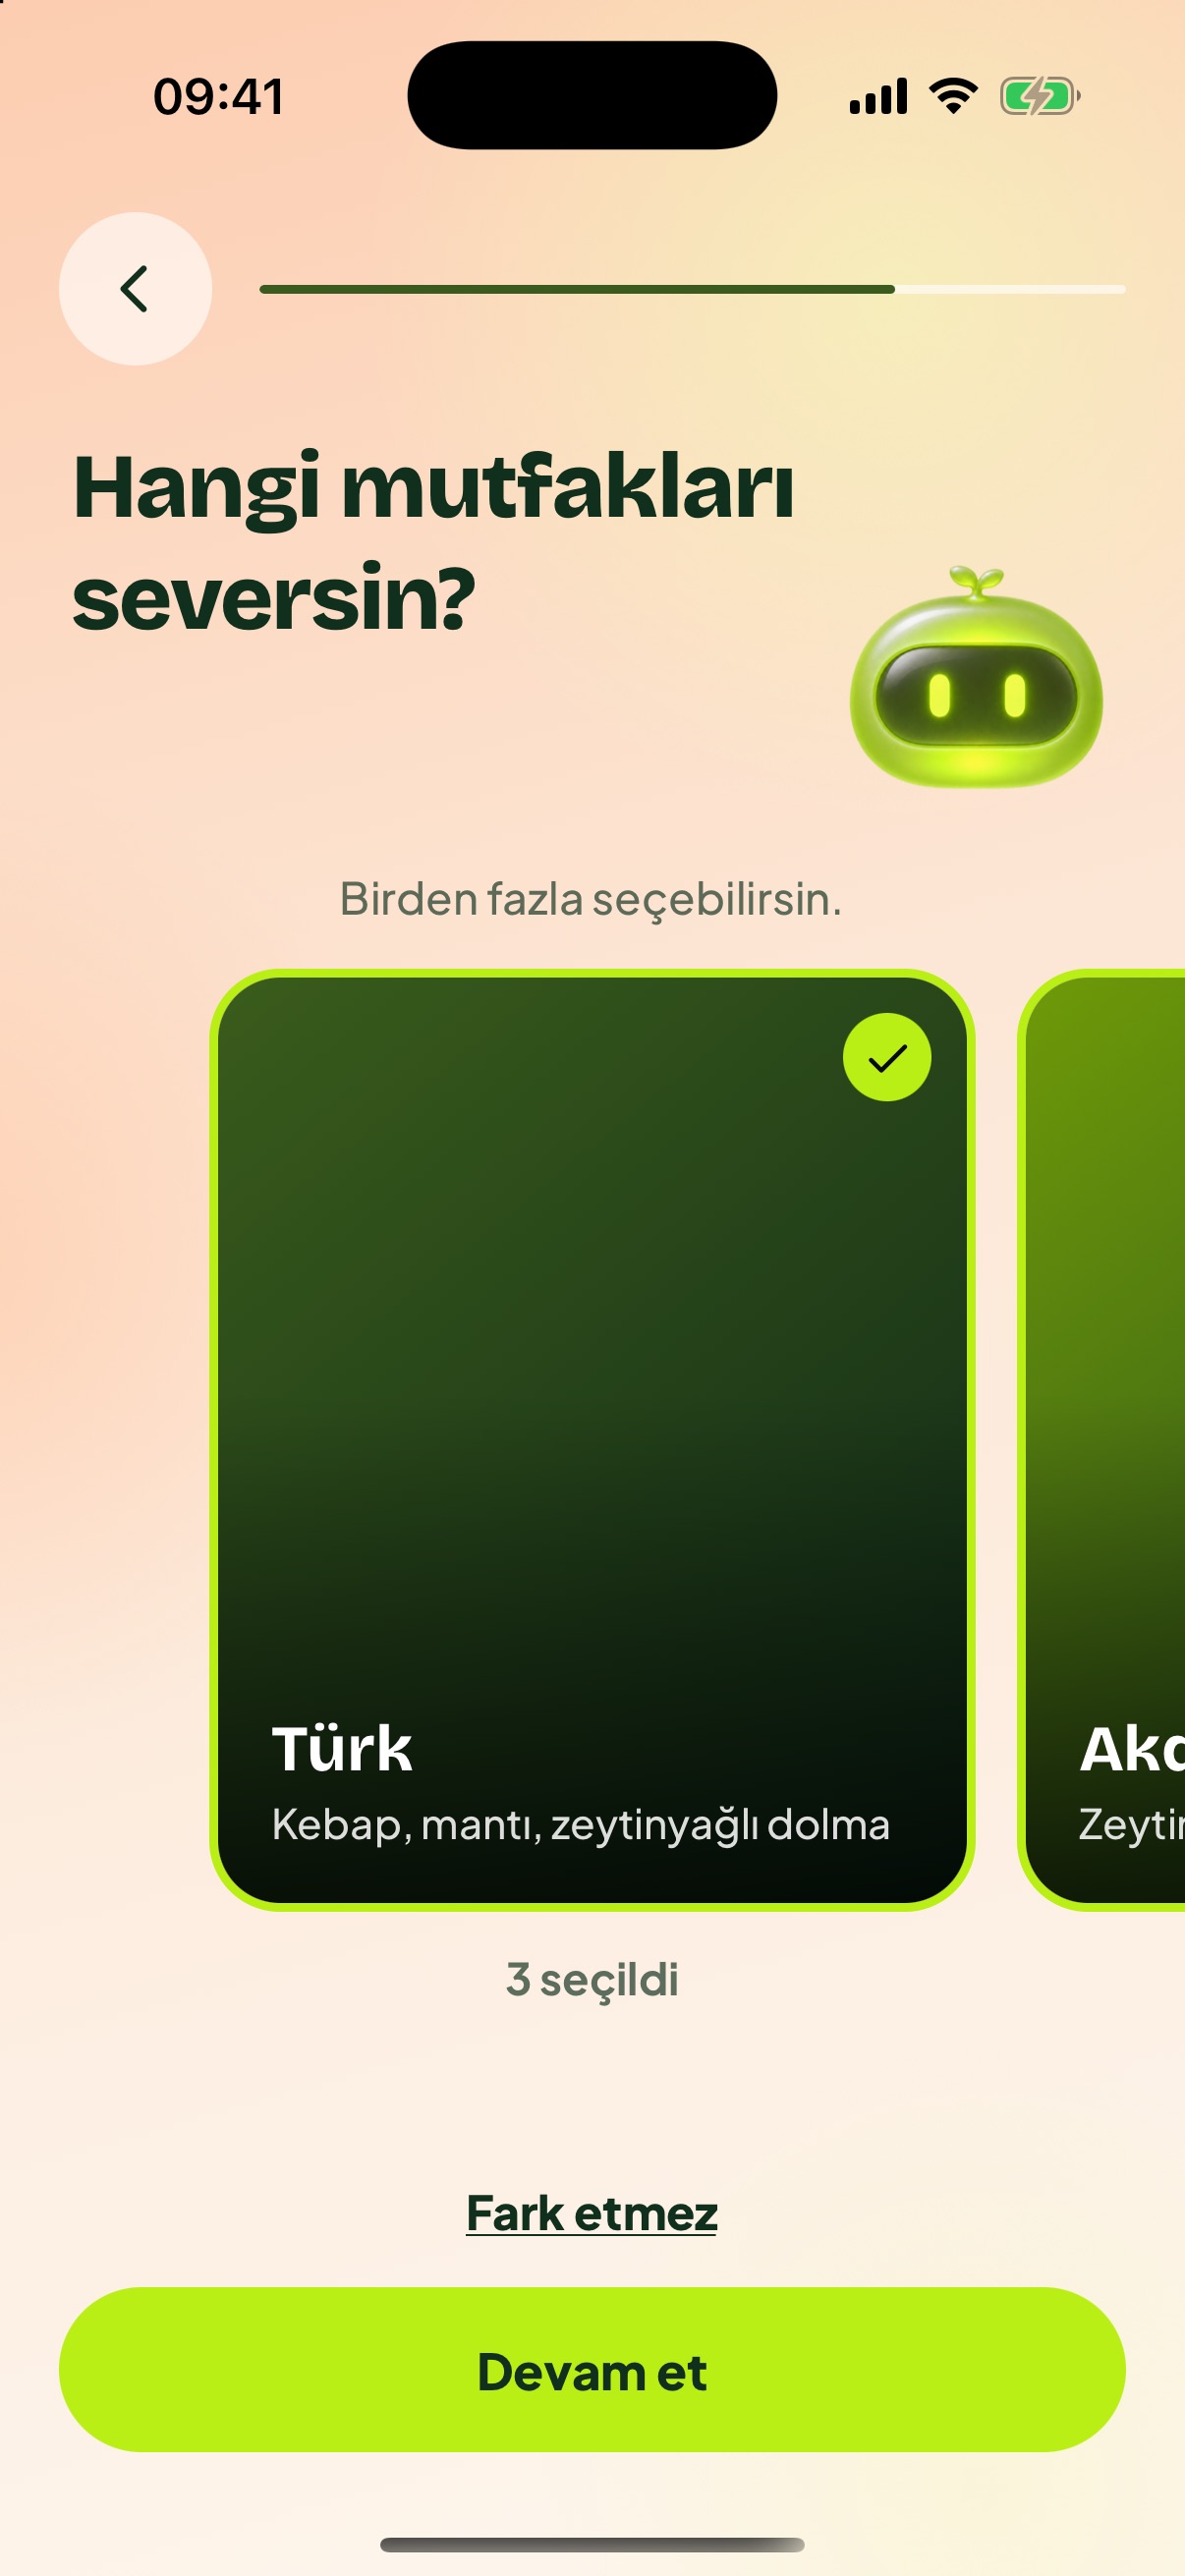 09:41
Hangi mutfakları
seversin?
Birden fazla seçebilirsin.
Türk
Kebap, mantı, zeytinyağlı dolma
3 seçildi
Fark etmez
Devam et